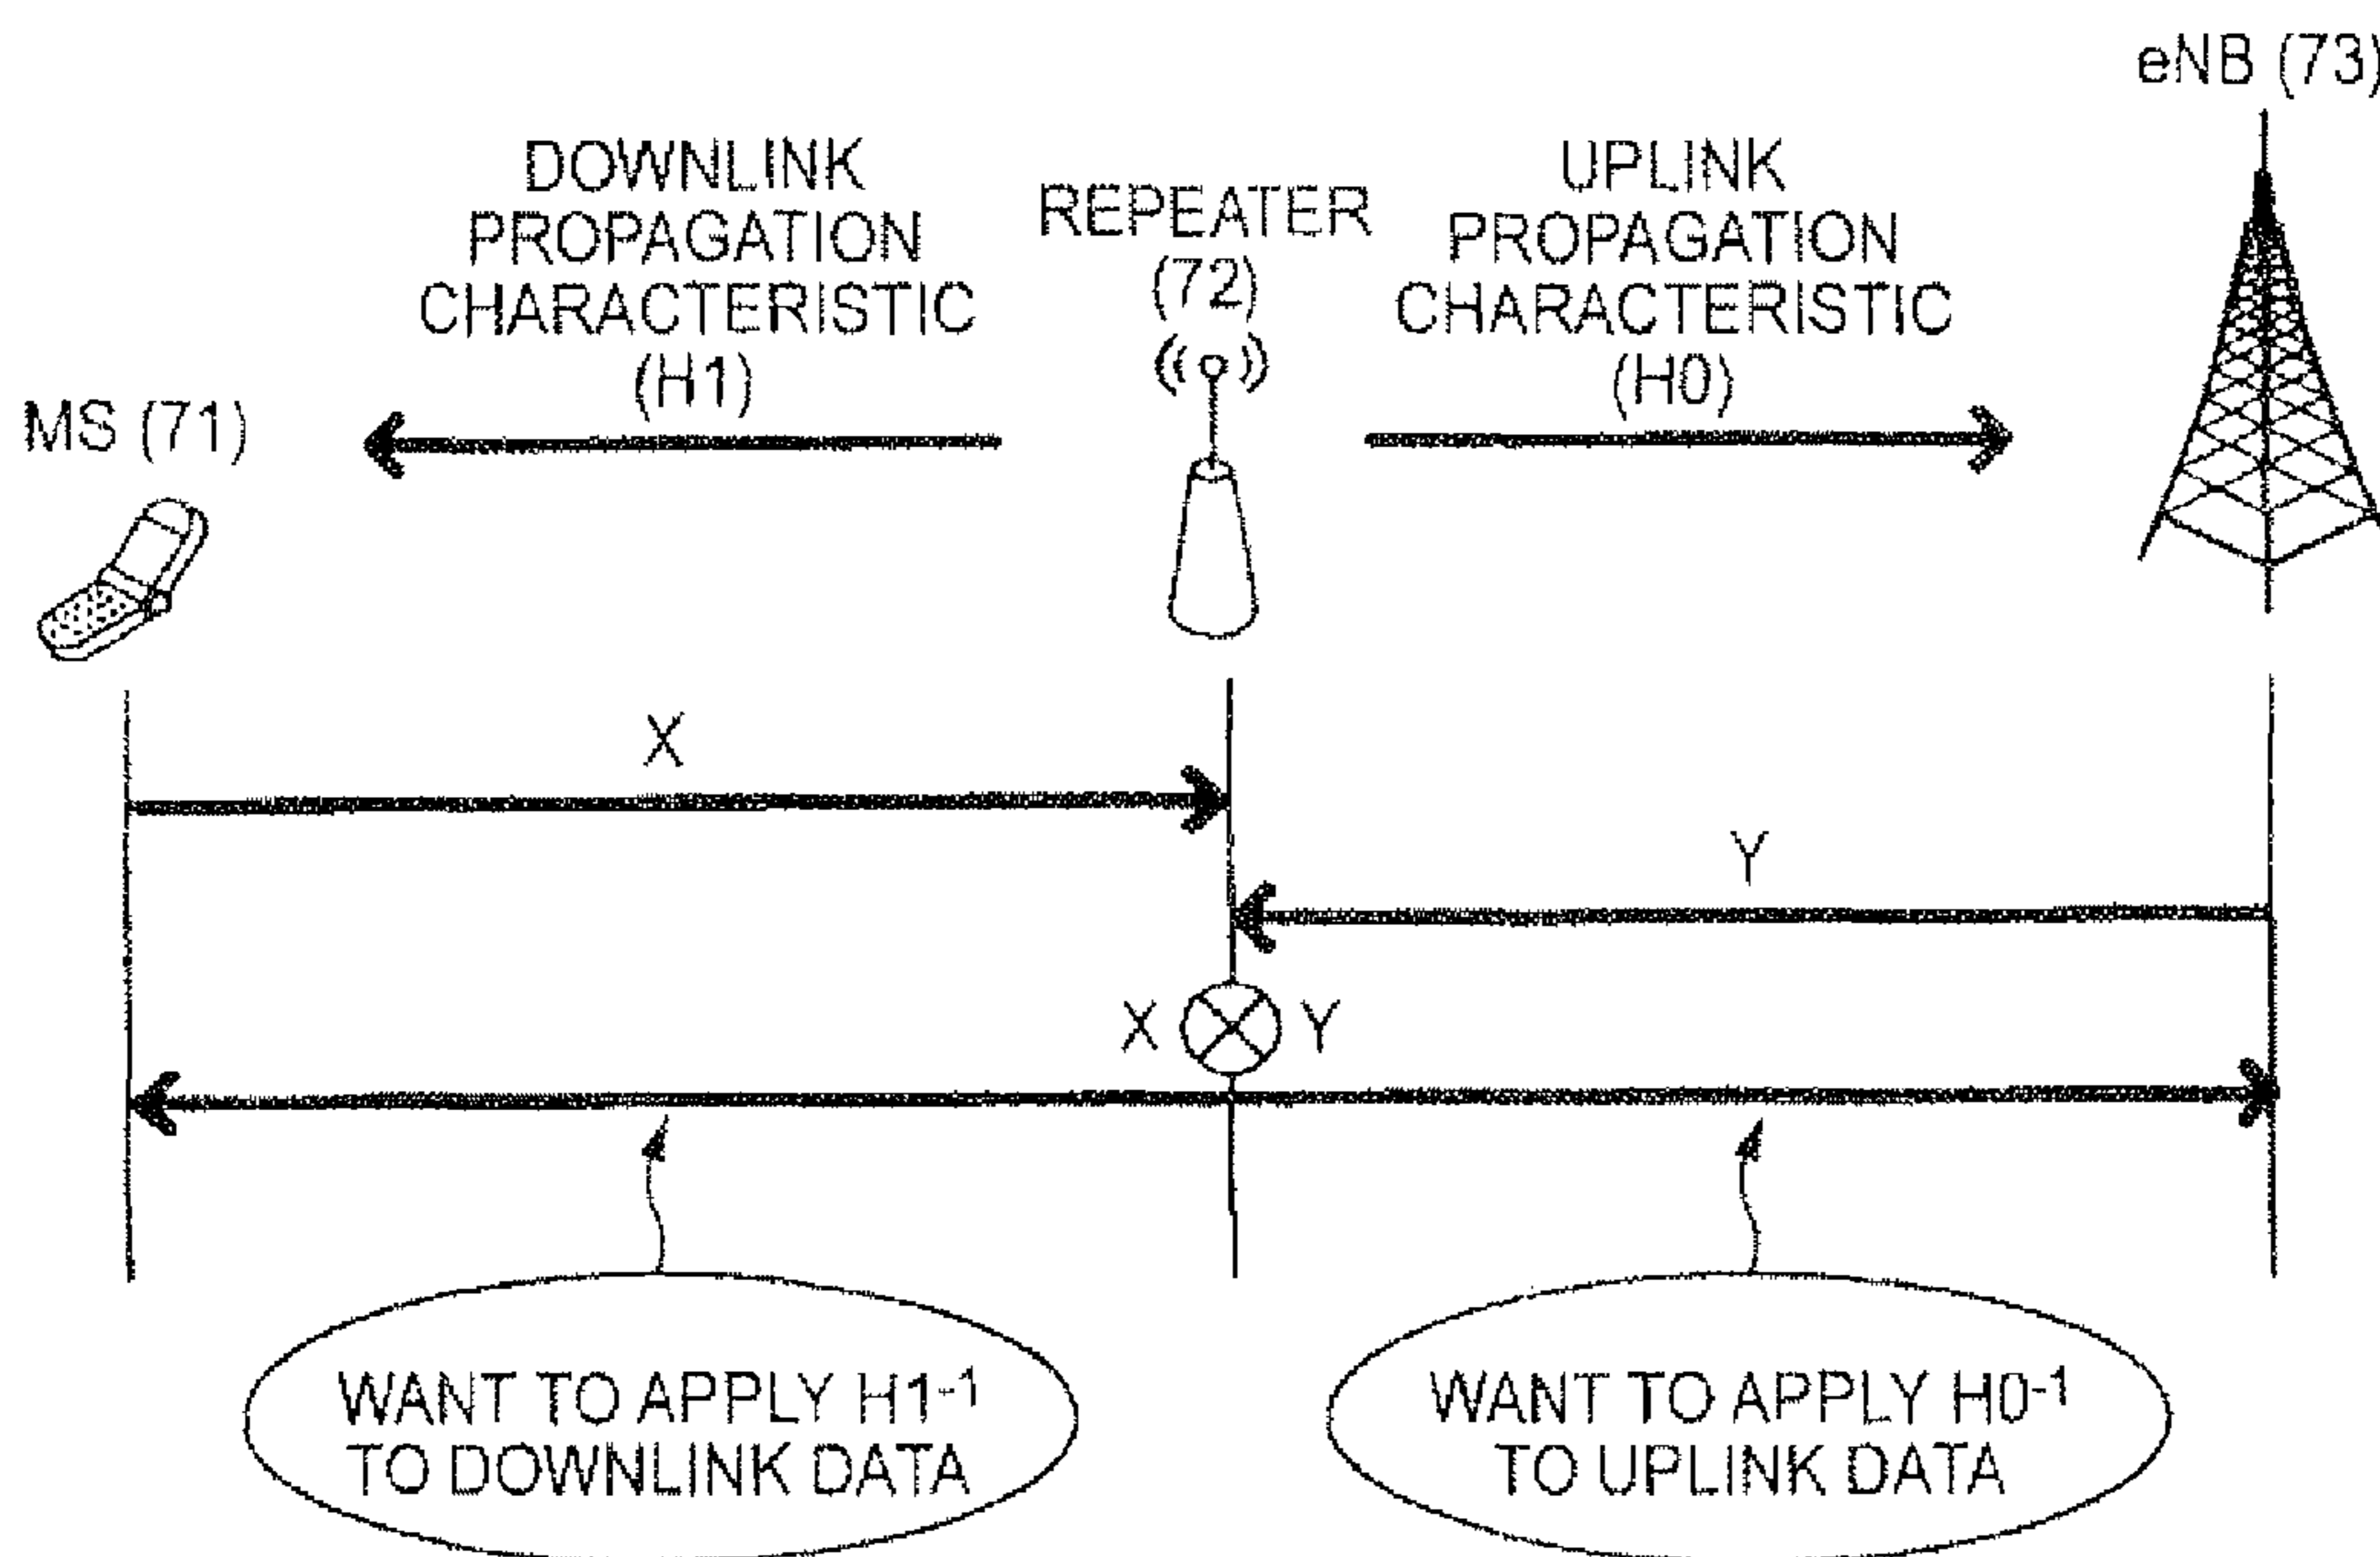 eNB (73)
DOWNLINK
PROPAGATION
CHARACTERISTIC
(H1)
REPEATER
(72)
UPLINK
PROPAGATION
CHARACTERISTIC
(H0)
MS (71)
X
Y
X Y
WANT TO APPLY H1⁻¹
TO DOWNLINK DATA
WANT TO APPLY H0⁻¹
TO UPLINK DATA